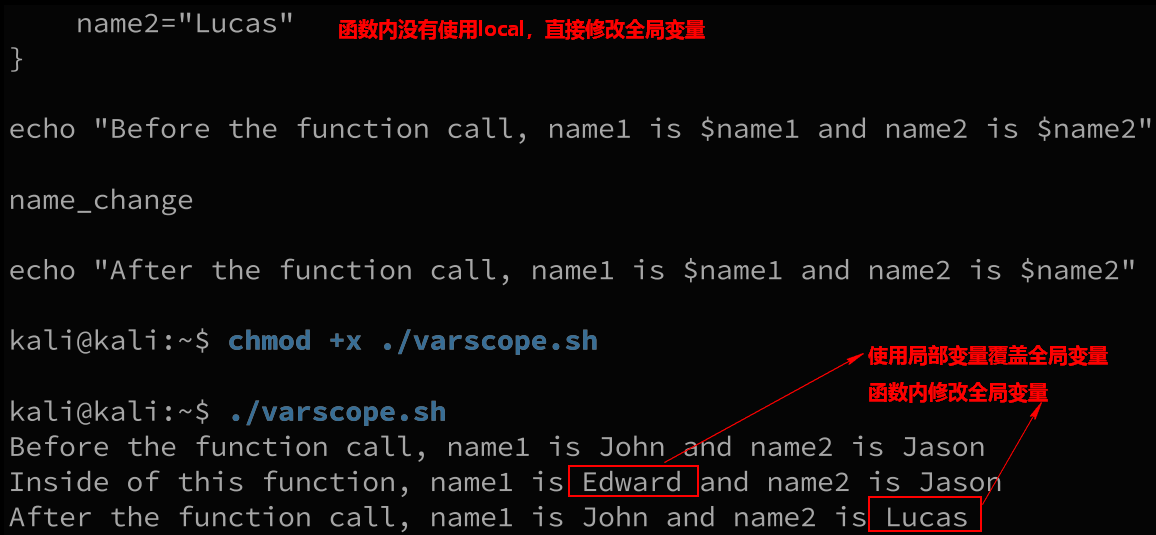 name2="Lucas" 函数内没有使用local，直接修改全局变量
}
echo "Before the function call, name1 is $name1 and name2 is $name2"
name_change
echo "After the function call, name1 is $name1 and name2 is $name2"
kali@kali:~$ chmod +x ./varscope.sh
使用局部变量覆盖全局变量
函数内修改全局变量
kali@kali:~$ ./varscope.sh
Before the function call, name1 is John and name2 is Jason
Inside of this function, name1 is Edward and name2 is Jason
After the function call, name1 is John and name2 is Lucas